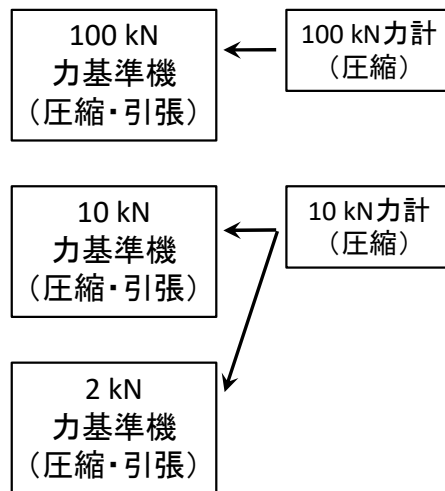 100 kN
力基準機
（圧縮・引張）
100 kN力計
（圧縮）
10 kN
力基準機
（圧縮・引張）
10 kN力計
（圧縮）
2 kN
力基準機
（圧縮・引張）